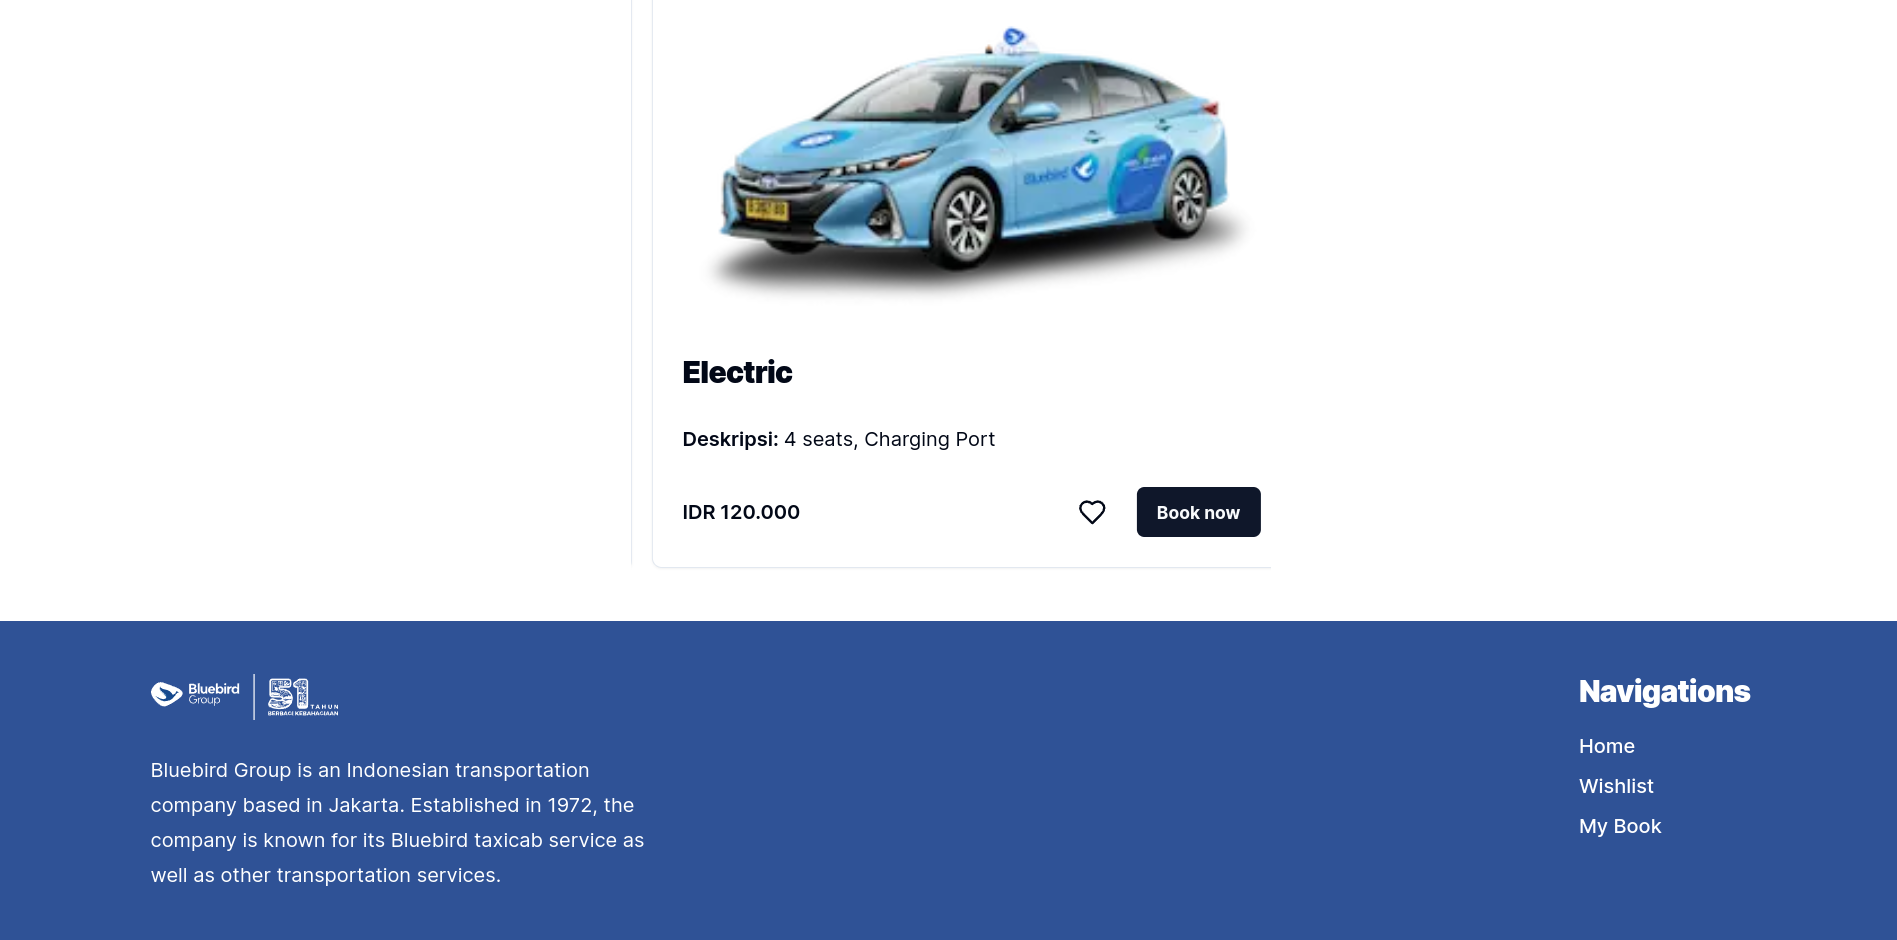 Bluebird
Electric
Deskripsi: 4 seats, Charging Port
IDR 120.000
Book now
Bluebird
Group
51
TAHUN
BERBAGI KEBAHAGIAAN
Bluebird Group is an Indonesian transportation
company based in Jakarta. Established in 1972, the
company is known for its Bluebird taxicab service as
well as other transportation services.
Navigations
Home
Wishlist
My Book